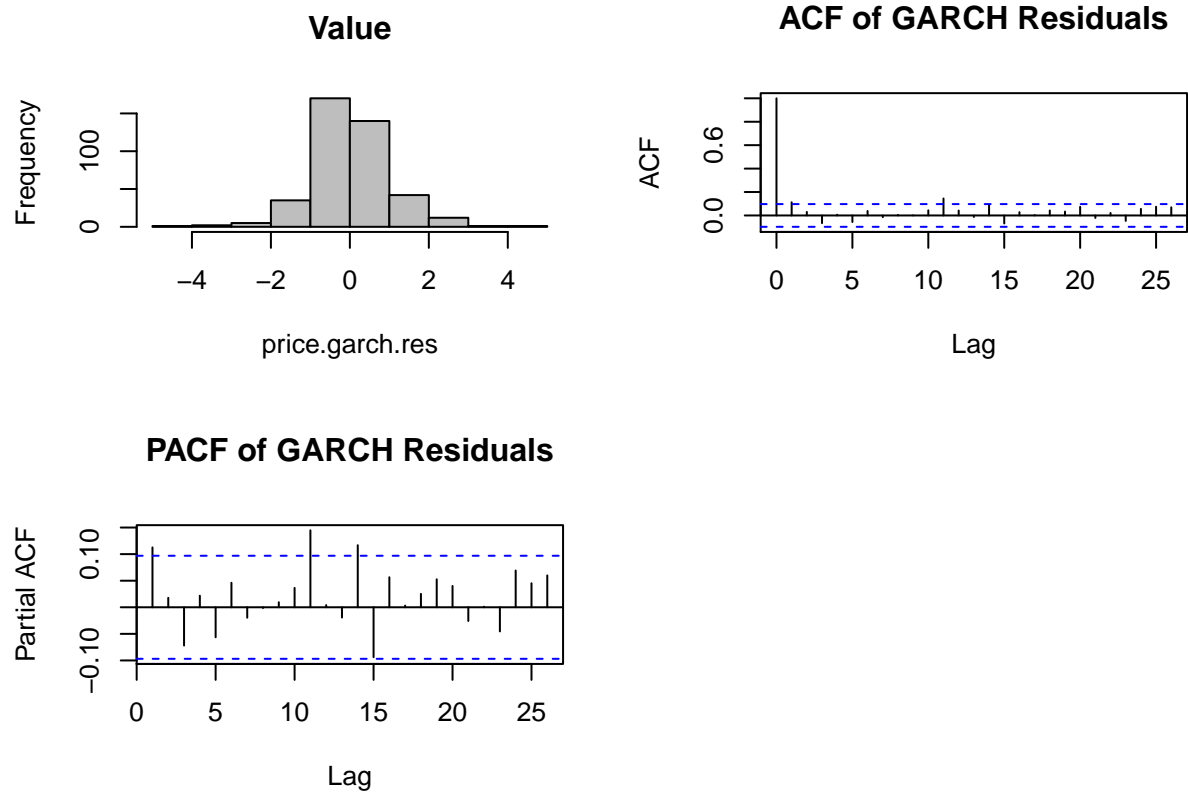 Value
Frequency
0
100
−4
−2
0
2
4
price.garch.res
ACF of GARCH Residuals
ACF
0.0
0.6
0
5
10
15
20
25
Lag
PACF of GARCH Residuals
Partial ACF
−0.10
0.10
0
5
10
15
20
25
Lag